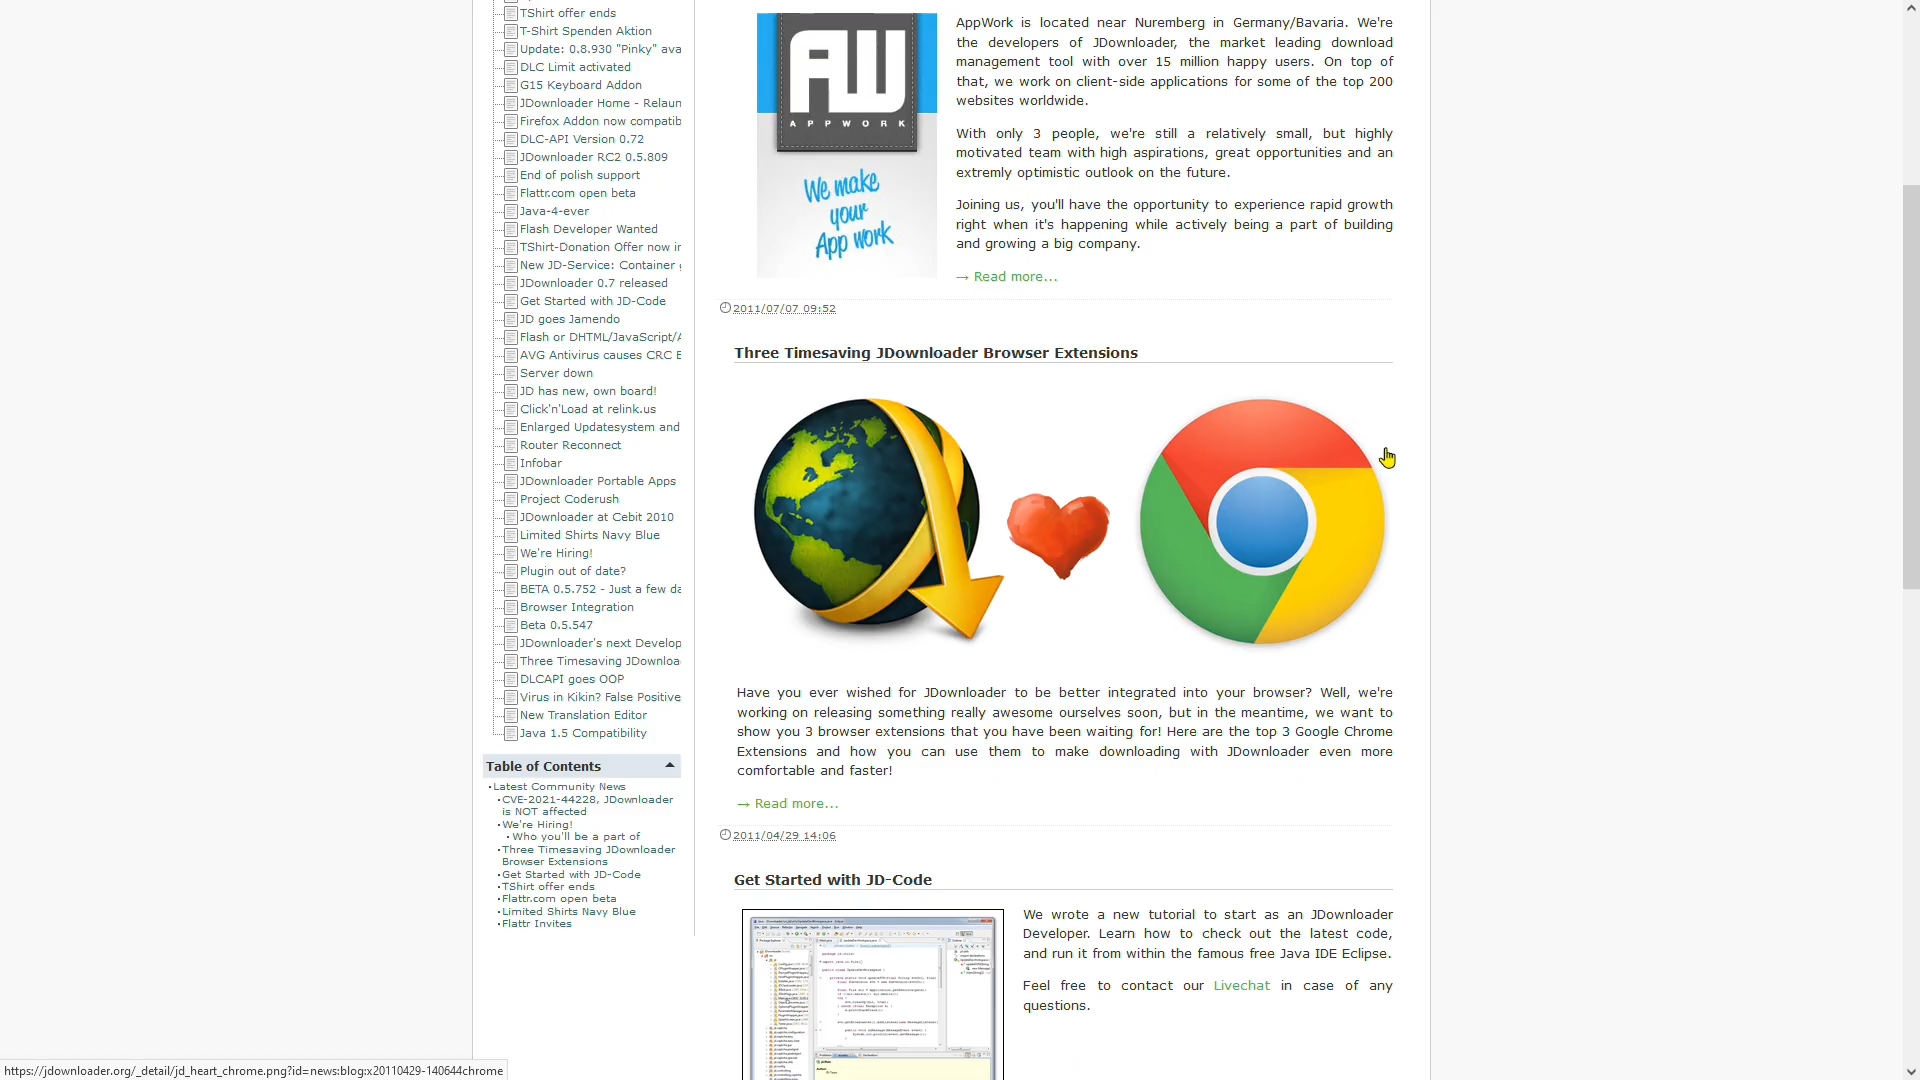 TShirt offer ends
T-Shirt Spenden Aktion
Update: 0.8.930 "Pinky" ava
DLC Limit activated
G15 Keyboard Addon
JDownloader Home - Relaun
Firefox Addon now compatib
DLC-API Version 0.72
JDownloader RC2 0.5.809
End of polish support
Flattr.com open beta
Java-4-ever
Flash Developer Wanted
TShirt-Donation Offer now in
New JD-Service: Container
JDownloader 0.7 released
Get Started with JD-Code
JD goes Jamendo
Flash or DHTML/JavaScript/A
AVG Antivirus causes CRC E
Server down
JD has new, own board!
Click'n'Load at relink.us
Enlarged Updatesystem and
Router Reconnect
Infobar
JDownloader Portable Apps
Project Coderush
JDownloader at Cebit 2010
Limited Shirts Navy Blue
We're Hiring!
Plugin out of date?
BETA 0.5.752 - Just a few da
Browser Integration
Beta 0.5.547
JDownloader's next Develop
Three Timesaving JDownloa
DLCAPI goes OOP
Virus in Kikin? False Positive
New Translation Editor
Java 1.5 Compatibility
Table of Contents
Latest Community News
CVE-2021-44228, JDownloader
is NOT affected
We're Hiring!
Who you'll be a part of
Three Timesaving JDownloader
Browser Extensions
Get Started with JD-Code
TShirt offer ends
Flattr.com open beta
Limited Shirts Navy Blue
Flattr Invites
AW
APPWORK
We make
your
App work
AppWork is located near Nuremberg in Germany/Bavaria. We're
the developers of JDownloader, the market leading download
management tool with over 15 million happy users. On top of
that, we work on client-side applications for some of the top 200
websites worldwide.
With only 3 people, we're still a relatively small, but highly
motivated team with high aspirations, great opportunities and an
extremly optimistic outlook on the future.
Joining us, you'll have the opportunity to experience rapid growth
right when it's happening while actively being a part of building
and growing a big company.
→ Read more...
2011/07/07 09:52
Three Timesaving JDownloader Browser Extensions
Have you ever wished for JDownloader to be better integrated into your browser? Well, we're
working on releasing something really awesome ourselves soon, but in the meantime, we want to
show you 3 browser extensions that you have been waiting for! Here are the top 3 Google Chrome
Extensions and how you can use them to make downloading with JDownloader even more
comfortable and faster!
→ Read more...
2011/04/29 14:06
Get Started with JD-Code
We wrote a new tutorial to start as an JDownloader
Developer. Learn how to check out the latest code,
and run it from within the famous free Java IDE Eclipse.
Feel free to contact our Livechat in case of any
questions.
https://jdownloader.org/_detail/jd_heart_chrome.png?id=news:blog:x20110429-140644chrome